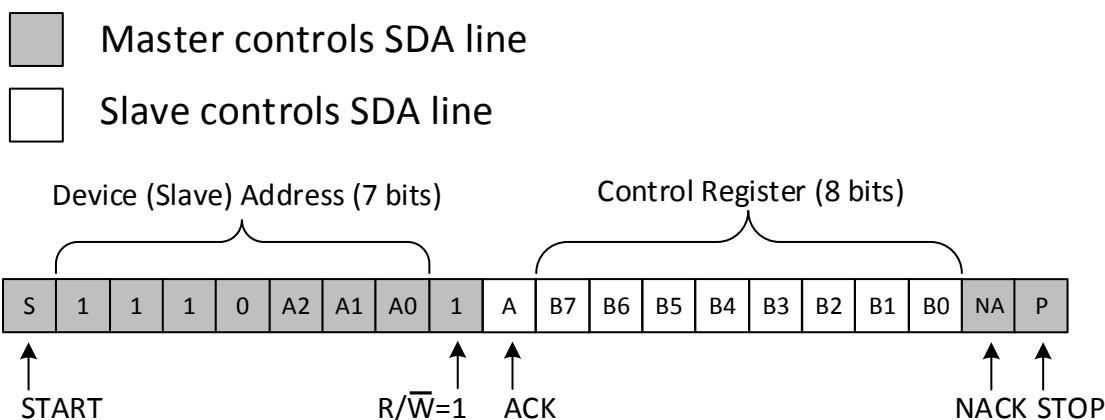 Master controls SDA line
Slave controls SDA line
Device (Slave) Address (7 bits)
Control Register (8 bits)
S 1 1 1 0 A2 A1 A0 1 A B7 B6 B5 B4 B3 B2 B1 B0 NA P
START R/W̅=1 ACK NACK STOP